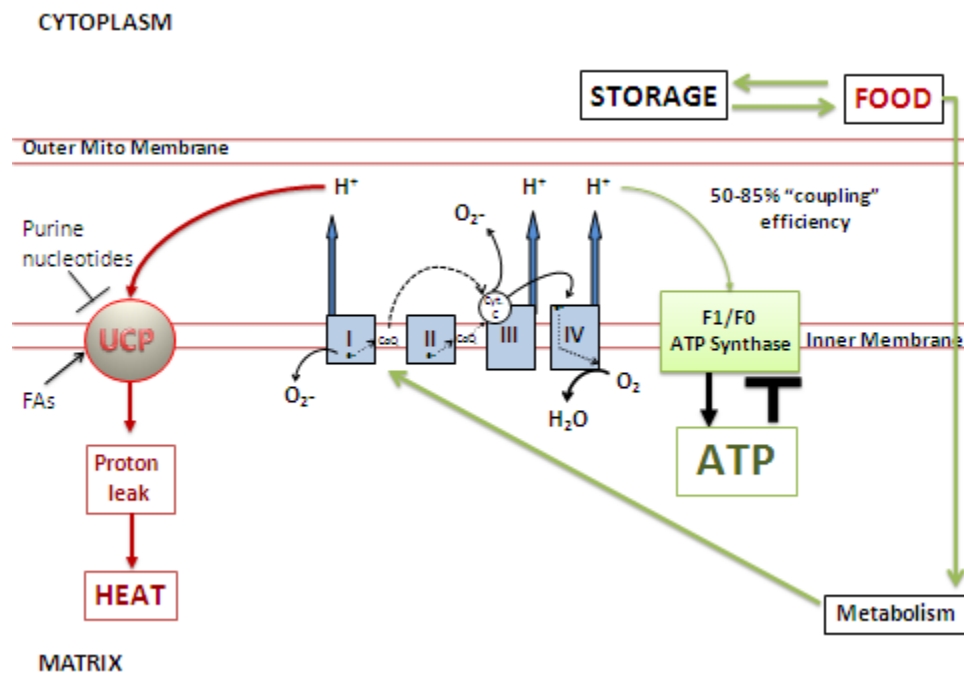 CYTOPLASM
STORAGE
FOOD
Outer Mito Membrane
H⁺
H⁺
H⁺
50-85% “coupling”
efficiency
O₂-
Purine
nucleotides
Cyt
C
UCP
I
CoQ
II
CoQ
III
IV
F1/F0
ATP Synthase
Inner Membrane
FAs
O₂-
O₂
H₂O
ATP
Proton
leak
HEAT
Metabolism
MATRIX